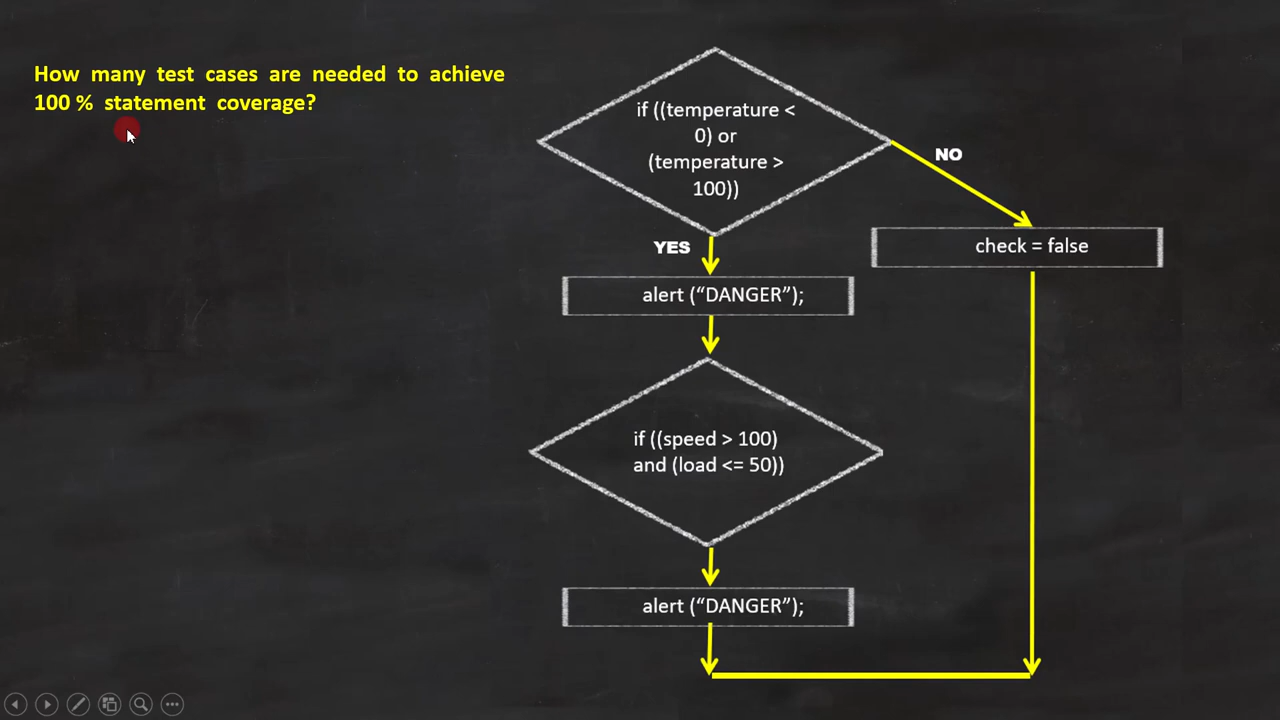 How many test cases are needed to achieve
100 % statement coverage?
if ((temperature <
0) or
(temperature >
100))
NO
check = false
YES
alert (“DANGER”);
if ((speed > 100)
and (load <= 50))
alert (“DANGER”);